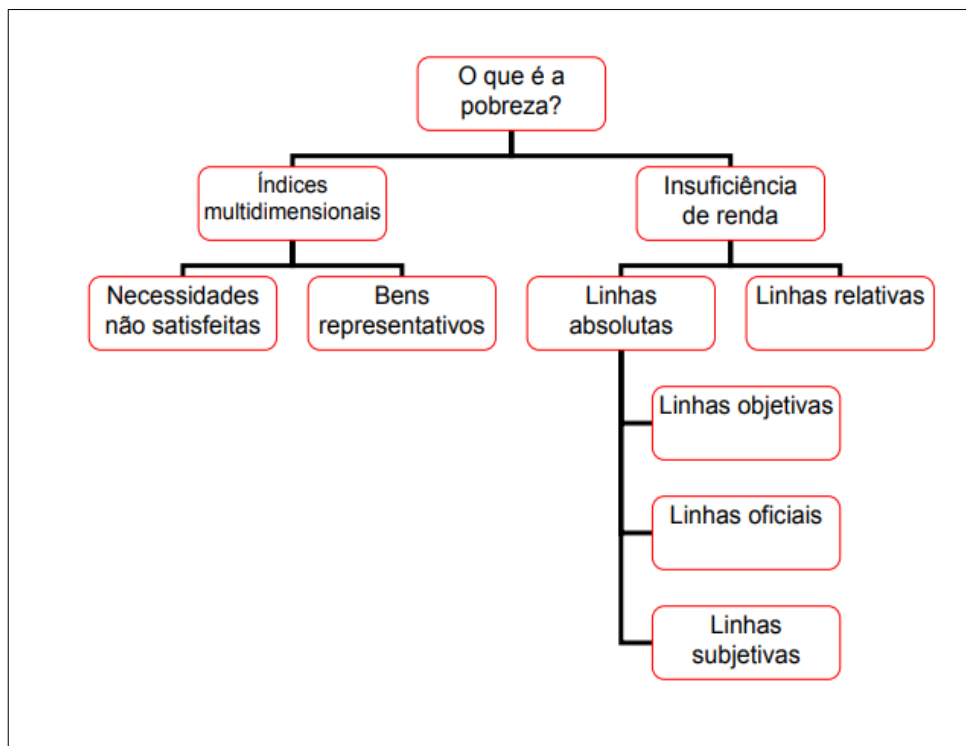 O que é a
pobreza?
Índices
multidimensionais
Insuficiência
de renda
Necessidades
não satisfeitas
Bens
representativos
Linhas
absolutas
Linhas relativas
Linhas objetivas
Linhas oficiais
Linhas
subjetivas